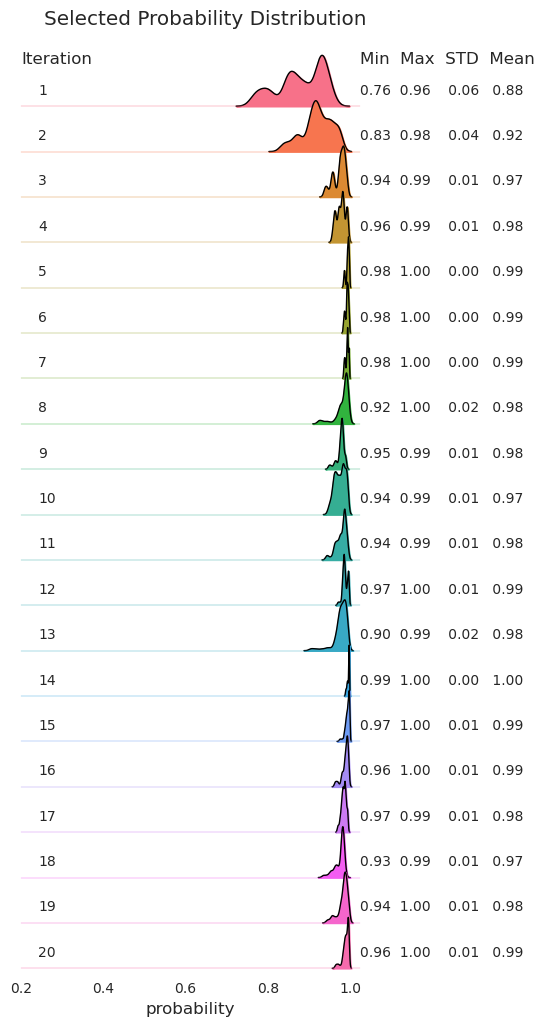 Selected Probability Distribution
Iteration Min Max STD Mean
1 0.76 0.96 0.06 0.88
2 0.83 0.98 0.04 0.92
3 0.94 0.99 0.01 0.97
4 0.96 0.99 0.01 0.98
5 0.98 1.00 0.00 0.99
6 0.98 1.00 0.00 0.99
7 0.98 1.00 0.00 0.99
8 0.92 1.00 0.02 0.98
9 0.95 0.99 0.01 0.98
10 0.94 0.99 0.01 0.97
11 0.94 0.99 0.01 0.98
12 0.97 1.00 0.01 0.99
13 0.90 0.99 0.02 0.98
14 0.99 1.00 0.00 1.00
15 0.97 1.00 0.01 0.99
16 0.96 1.00 0.01 0.99
17 0.97 0.99 0.01 0.98
18 0.93 0.99 0.01 0.97
19 0.94 1.00 0.01 0.98
20 0.96 1.00 0.01 0.99
0.2 0.4 0.6 0.8 1.0
probability